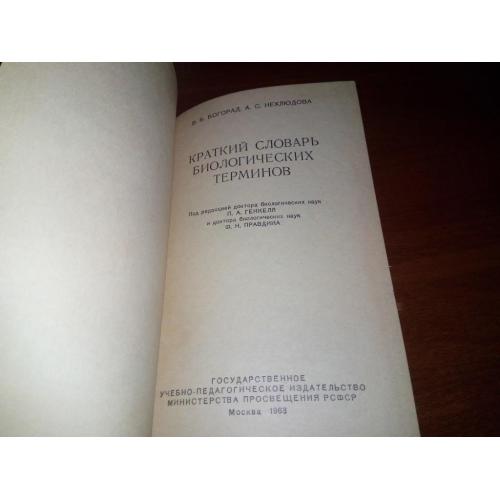 В. Б. БОГОРАД, А. С. НЕХЛЮДОВА
КРАТКИЙ СЛОВАРЬ
БИОЛОГИЧЕСКИХ
ТЕРМИНОВ
Под редакцией доктора биологических наук
П. А. ГЕНКЕЛЯ
и доктора биологических наук
Ф. Н. ПРАВДИНА
ГОСУДАРСТВЕННОЕ
УЧЕБНО-ПЕДАГОГИЧЕСКОЕ ИЗДАТЕЛЬСТВО
МИНИСТЕРСТВА ПРОСВЕЩЕНИЯ РСФСР
Москва 1963